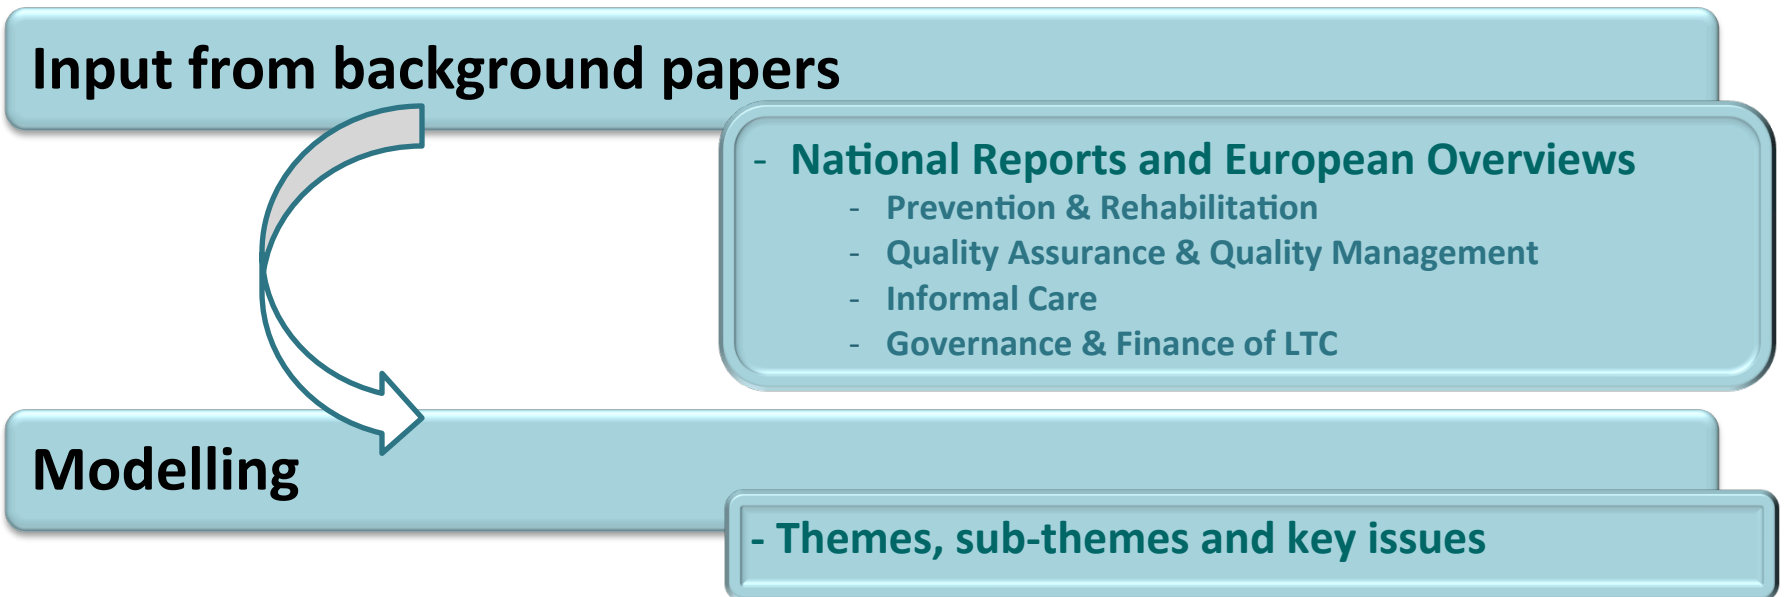 Input from background papers
- National Reports and European Overviews
- Prevention & Rehabilitation
- Quality Assurance & Quality Management
- Informal Care
- Governance & Finance of LTC
Modelling
- Themes, sub-themes and key issues